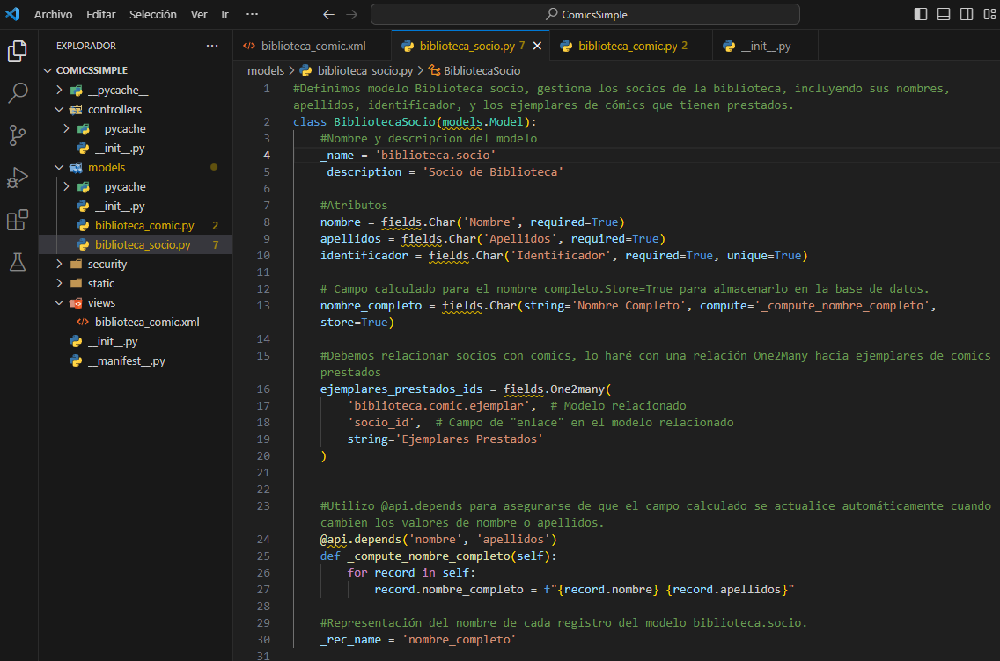 Archivo Editar Selección Ver Ir ··· ComicsSimple
EXPLORADOR ···
COMICSSIMPLE
__pycache__
controllers
__pycache__
__init__.py
models
__pycache__
__init__.py
biblioteca_comic.py 2
biblioteca_socio.py 7
security
static
views
biblioteca_comic.xml
__init__.py
__manifest__.py
biblioteca_comic.xml biblioteca_socio.py 7 biblioteca_comic.py 2 __init__.py
models > biblioteca_socio.py > BibliotecaSocio
1 #Definimos modelo Biblioteca socio, gestiona los socios de la biblioteca, incluyendo sus nombres,
apellidos, identificador, y los ejemplares de cómics que tienen prestados.
2 class BibliotecaSocio(models.Model):
3 #Nombre y descripcion del modelo
4 _name = 'biblioteca.socio'
5 _description = 'Socio de Biblioteca'
6
7 #Atributos
8 nombre = fields.Char('Nombre', required=True)
9 apellidos = fields.Char('Apellidos', required=True)
10 identificador = fields.Char('Identificador', required=True, unique=True)
11
12 # Campo calculado para el nombre completo.Store=True para almacenarlo en la base de datos.
13 nombre_completo = fields.Char(string='Nombre Completo', compute='_compute_nombre_completo',
store=True)
14
15 #Debemos relacionar socios con comics, lo haré con una relación One2Many hacia ejemplares de comics
prestados
16 ejemplares_prestados_ids = fields.One2many(
17 'biblioteca.comic.ejemplar', # Modelo relacionado
18 'socio_id', # Campo de "enlace" en el modelo relacionado
19 string='Ejemplares Prestados'
20 )
21
22
23 #Utilizo @api.depends para asegurarse de que el campo calculado se actualice automáticamente cuando
cambien los valores de nombre o apellidos.
24 @api.depends('nombre', 'apellidos')
25 def _compute_nombre_completo(self):
26 for record in self:
27 record.nombre_completo = f"{record.nombre} {record.apellidos}"
28
29 #Representación del nombre de cada registro del modelo biblioteca.socio.
30 _rec_name = 'nombre_completo'
31